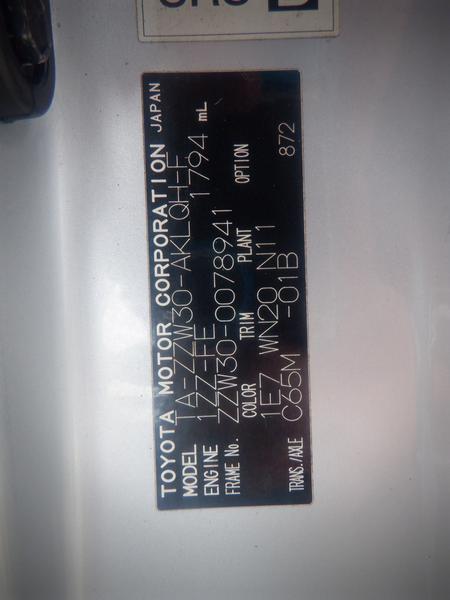 TOYOTA MOTOR CORPORATION JAPAN
MODEL TA-ZZW30-AKLQH-F
ENGINE 1ZZ-FE 1794 mL
FRAME No. ZZW30-0078941
COLOR TRIM PLANT OPTION
1E7 WN20 N11
TRANS./AXLE C65M -01B 872